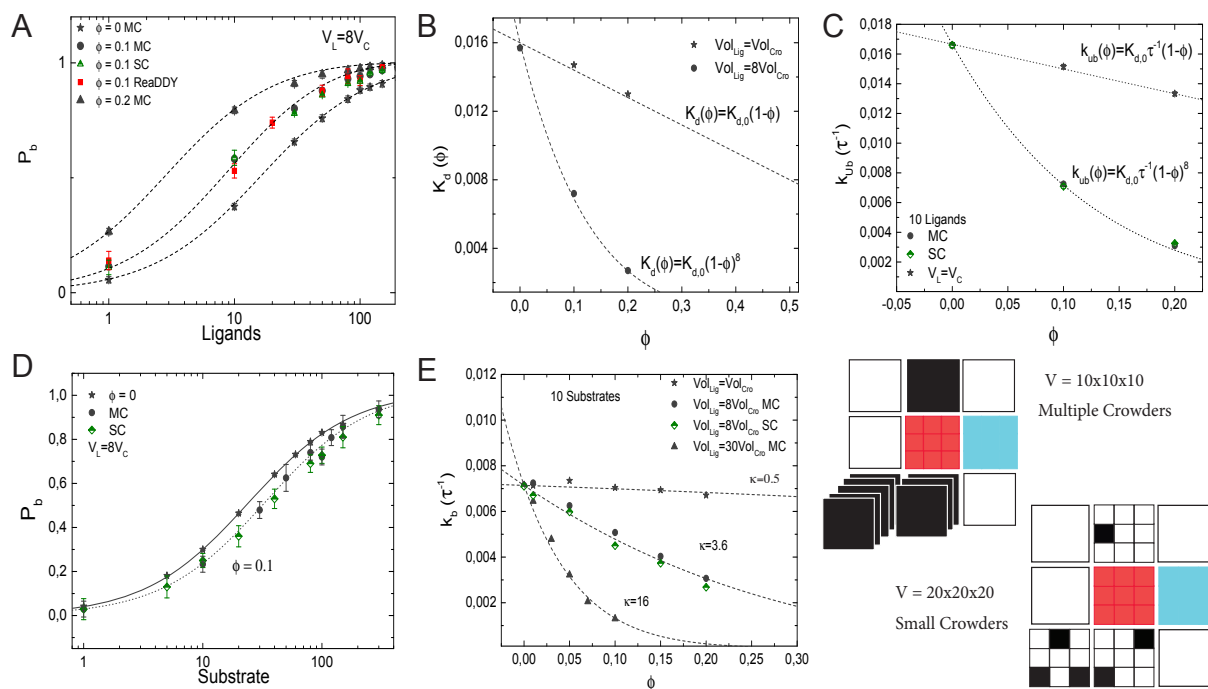 A
V_L=8V_C
ϕ = 0 MC
ϕ = 0.1 MC
ϕ = 0.1 SC
ϕ = 0.1 ReaDDY
ϕ = 0.2 MC
1
0
P_b
1 10 100
Ligands
B
0,016
0,012
0,008
0,004
K_d (ϕ)
Vol_Lig=Vol_Cro
Vol_Lig=8Vol_Cro
K_d(ϕ)=K_d,0(1-ϕ)
K_d(ϕ)=K_d,0(1-ϕ)^8
0,0 0,1 0,2 0,3 0,4 0,5
ϕ
C
0,018
0,016
0,014
0,012
0,010
0,008
0,006
0,004
0,002
0,000
k_Ub (τ^-1)
k_ub(ϕ)=K_d,0τ^-1(1-ϕ)
k_ub(ϕ)=K_d,0τ^-1(1-ϕ)^8
10 Ligands
MC
SC
V_L=V_C
-0,05 0,00 0,05 0,10 0,15 0,20
ϕ
D
1,0
0,8
0,6
0,4
0,2
0,0
P_b
ϕ = 0
MC
SC
V_L=8V_C
ϕ = 0.1
1 10 100
Substrate
E
0,012
0,010
0,008
0,006
0,004
0,002
0,000
k_b (τ^-1)
10 Substrates
Vol_Lig=Vol_Cro
Vol_Lig=8Vol_Cro MC
Vol_Lig=8Vol_Cro SC
Vol_Lig=30Vol_Cro MC
κ=0.5
κ=3.6
κ=16
0,00 0,05 0,10 0,15 0,20 0,25 0,30
ϕ
V = 10x10x10
Multiple Crowders
V = 20x20x20
Small Crowders